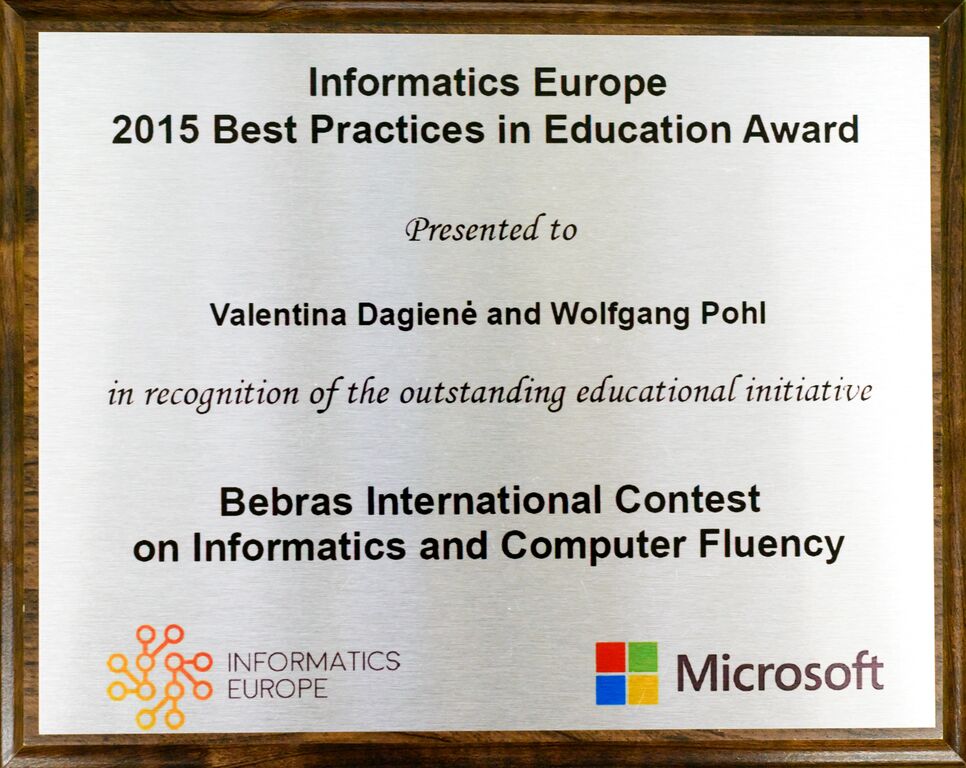 Informatics Europe
2015 Best Practices in Education Award
Presented to
Valentina Dagienė and Wolfgang Pohl
in recognition of the outstanding educational initiative
Bebras International Contest
on Informatics and Computer Fluency
INFORMATICS
EUROPE
Microsoft